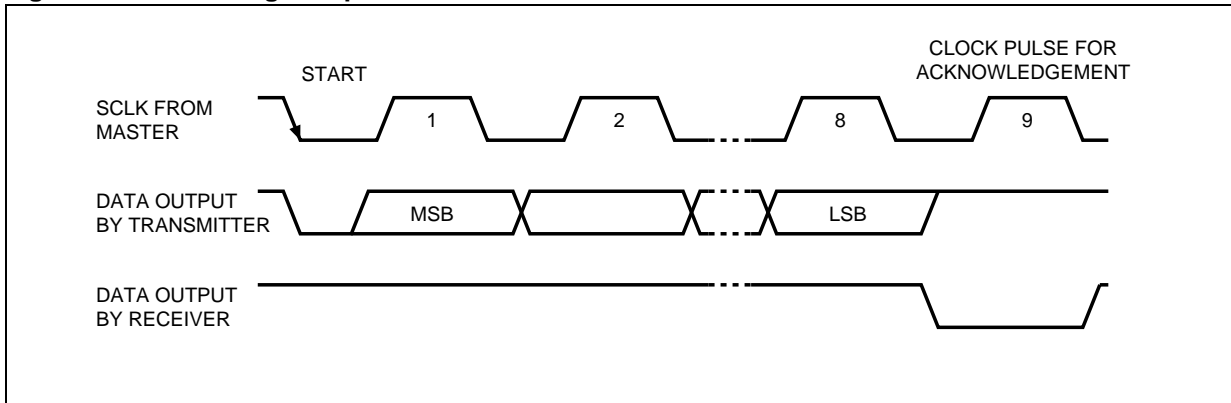 CLOCK PULSE FOR
ACKNOWLEDGEMENT
START
SCLK FROM
MASTER
1
2
8
9
DATA OUTPUT
BY TRANSMITTER
MSB
LSB
DATA OUTPUT
BY RECEIVER